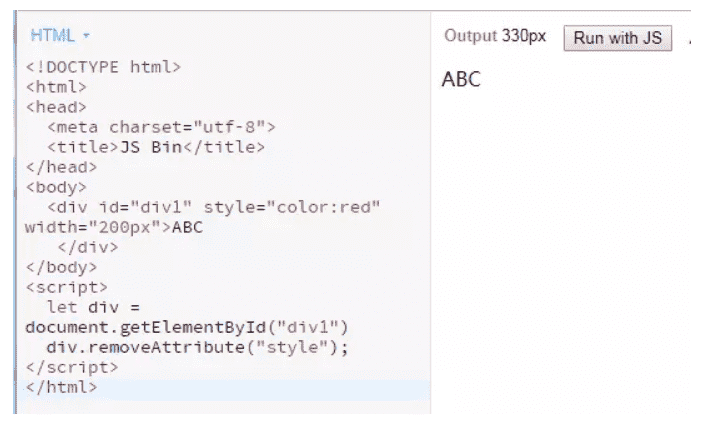 HTML
<!DOCTYPE html>
<html>
<head>
  <meta charset="utf-8">
  <title>JS Bin</title>
</head>
<body>
  <div id="div1" style="color:red"
width="200px">ABC
   </div>
</body>
<script>
  let div =
document.getElementById("div1")
  div.removeAttribute("style");
</script>
</html>
Output 330px Run with JS
ABC